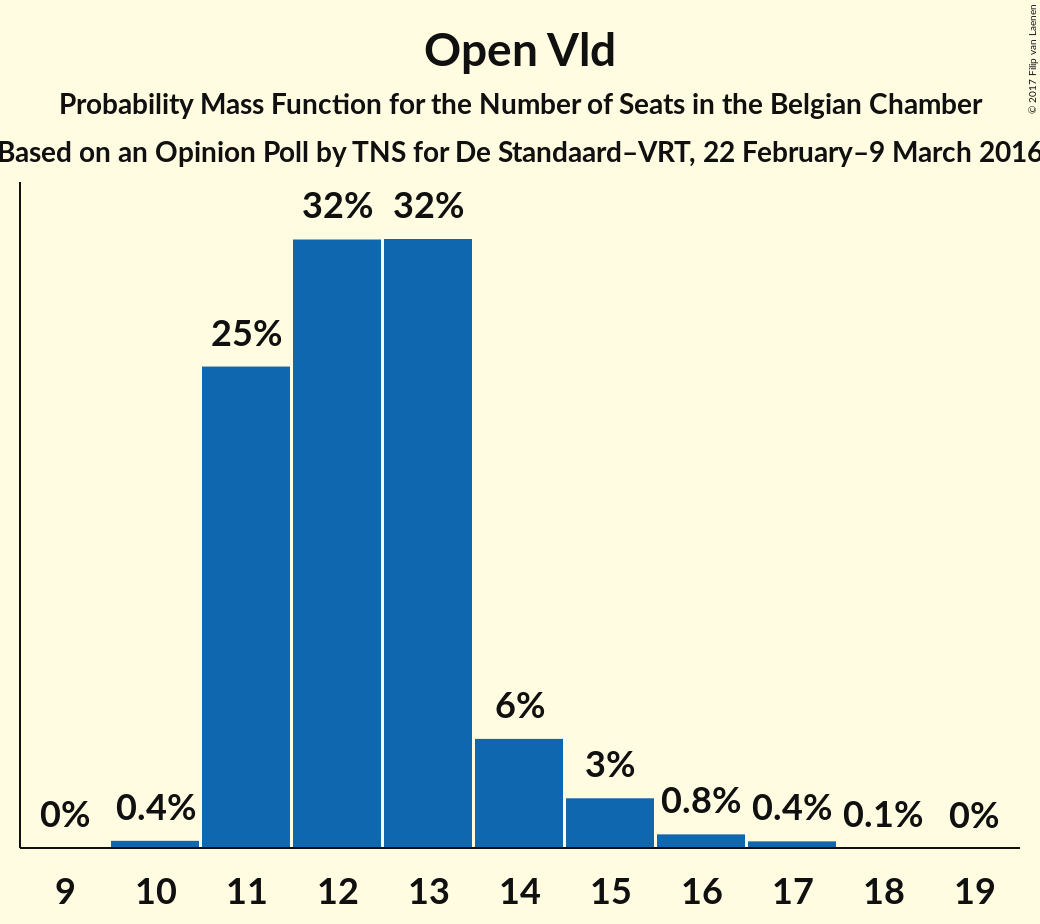 Open Vld
Probability Mass Function for the Number of Seats in the Belgian Chamber
Based on an Opinion Poll by TNS for De Standaard–VRT, 22 February–9 March 2016
© 2017 Filip van Laenen
0% 0.4% 25% 32% 32% 6% 3% 0.8% 0.4% 0.1% 0%
9 10 11 12 13 14 15 16 17 18 19